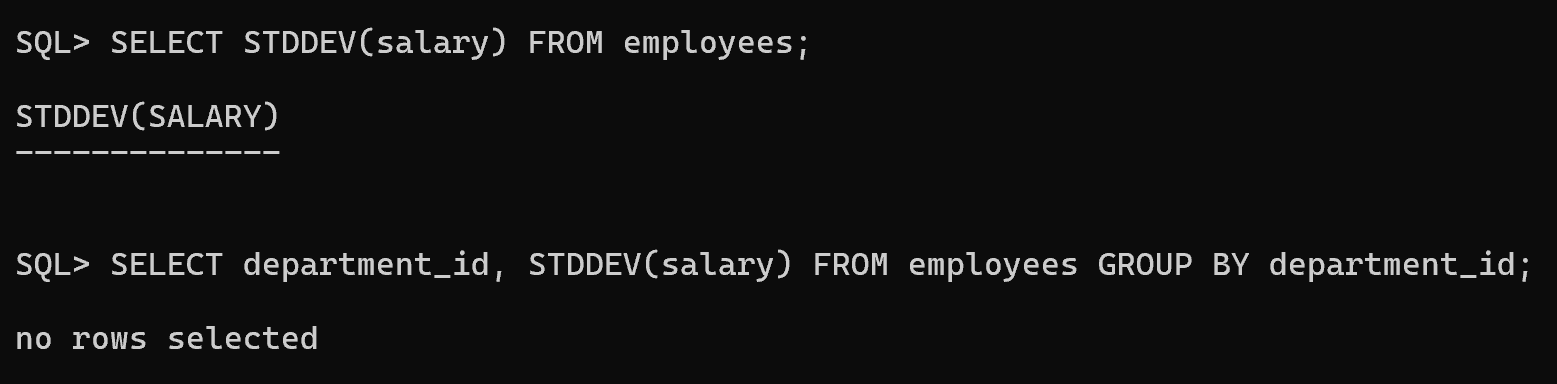 SQL> SELECT STDDEV(salary) FROM employees;
STDDEV(SALARY)
--------------
SQL> SELECT department_id, STDDEV(salary) FROM employees GROUP BY department_id;
no rows selected